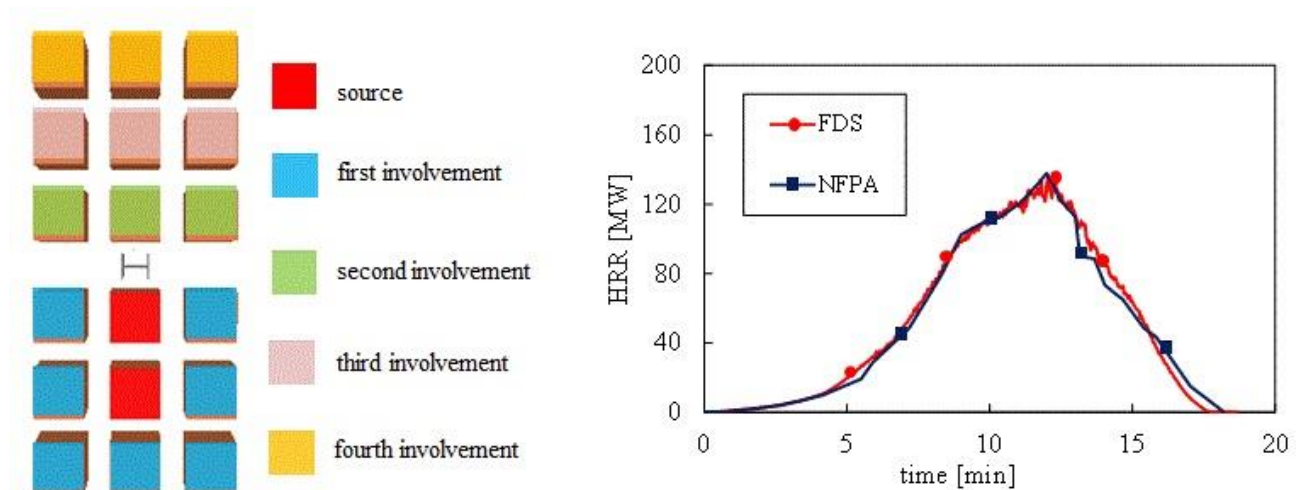 source
first involvement
second involvement
third involvement
fourth involvement
HRR [MW]
200
160
120
80
40
0
FDS
NFPA
0 5 10 15 20
time [min]